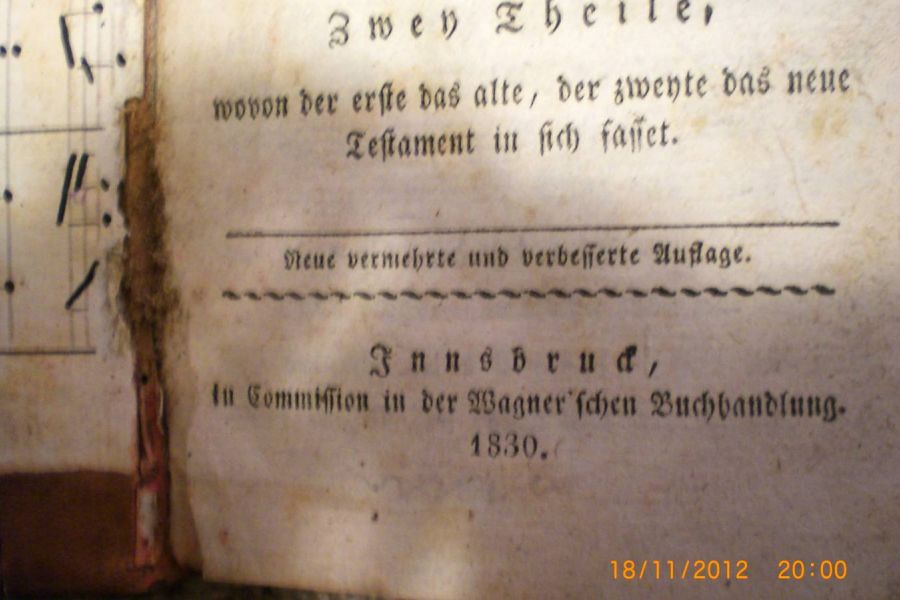 Zwey Theile,
wovon der erste das alte, der zweyte das neue
Testament in sich fasset.
Neue vermehrte und verbesserte Auflage.
Innsbruck,
in Commission in der Wagner'schen Buchhandlung.
1830.
18/11/2012 20:00